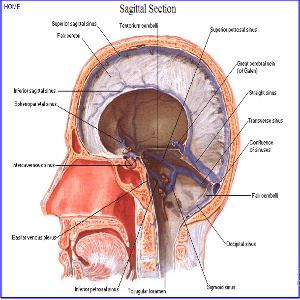 HOME
Sagittal Section
Superior sagittal sinus
Tentorium cerebelli
Superior petrosal sinus
Falx cerebri
Great cerebral vein
(of Galen)
Inferior sagittal sinus
Straight sinus
Sphenoparietal sinus
Transverse sinus
Confluence
of sinuses
Intercavernous sinus
Falx cerebelli
Basilar venous plexus
Occipital sinus
Inferior petrosal sinus
To jugular foramen
Sigmoid sinus